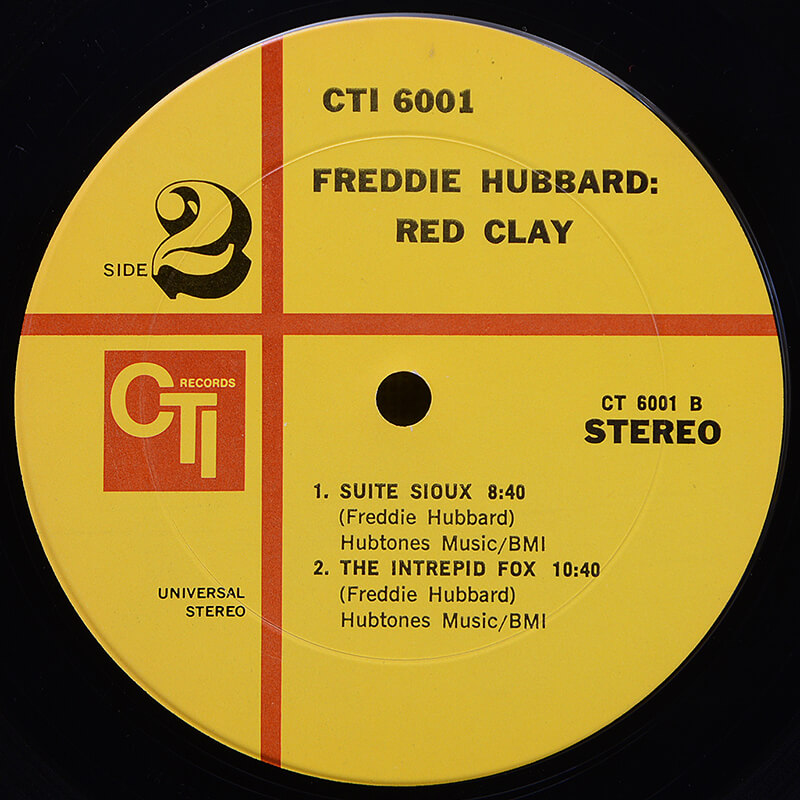 CTI 6001
FREDDIE HUBBARD:
RED CLAY
SIDE 2
CTI RECORDS
CT 6001 B
STEREO
1. SUITE SIOUX 8:40
(Freddie Hubbard)
Hubtones Music/BMI
2. THE INTREPID FOX 10:40
(Freddie Hubbard)
Hubtones Music/BMI
UNIVERSAL
STEREO